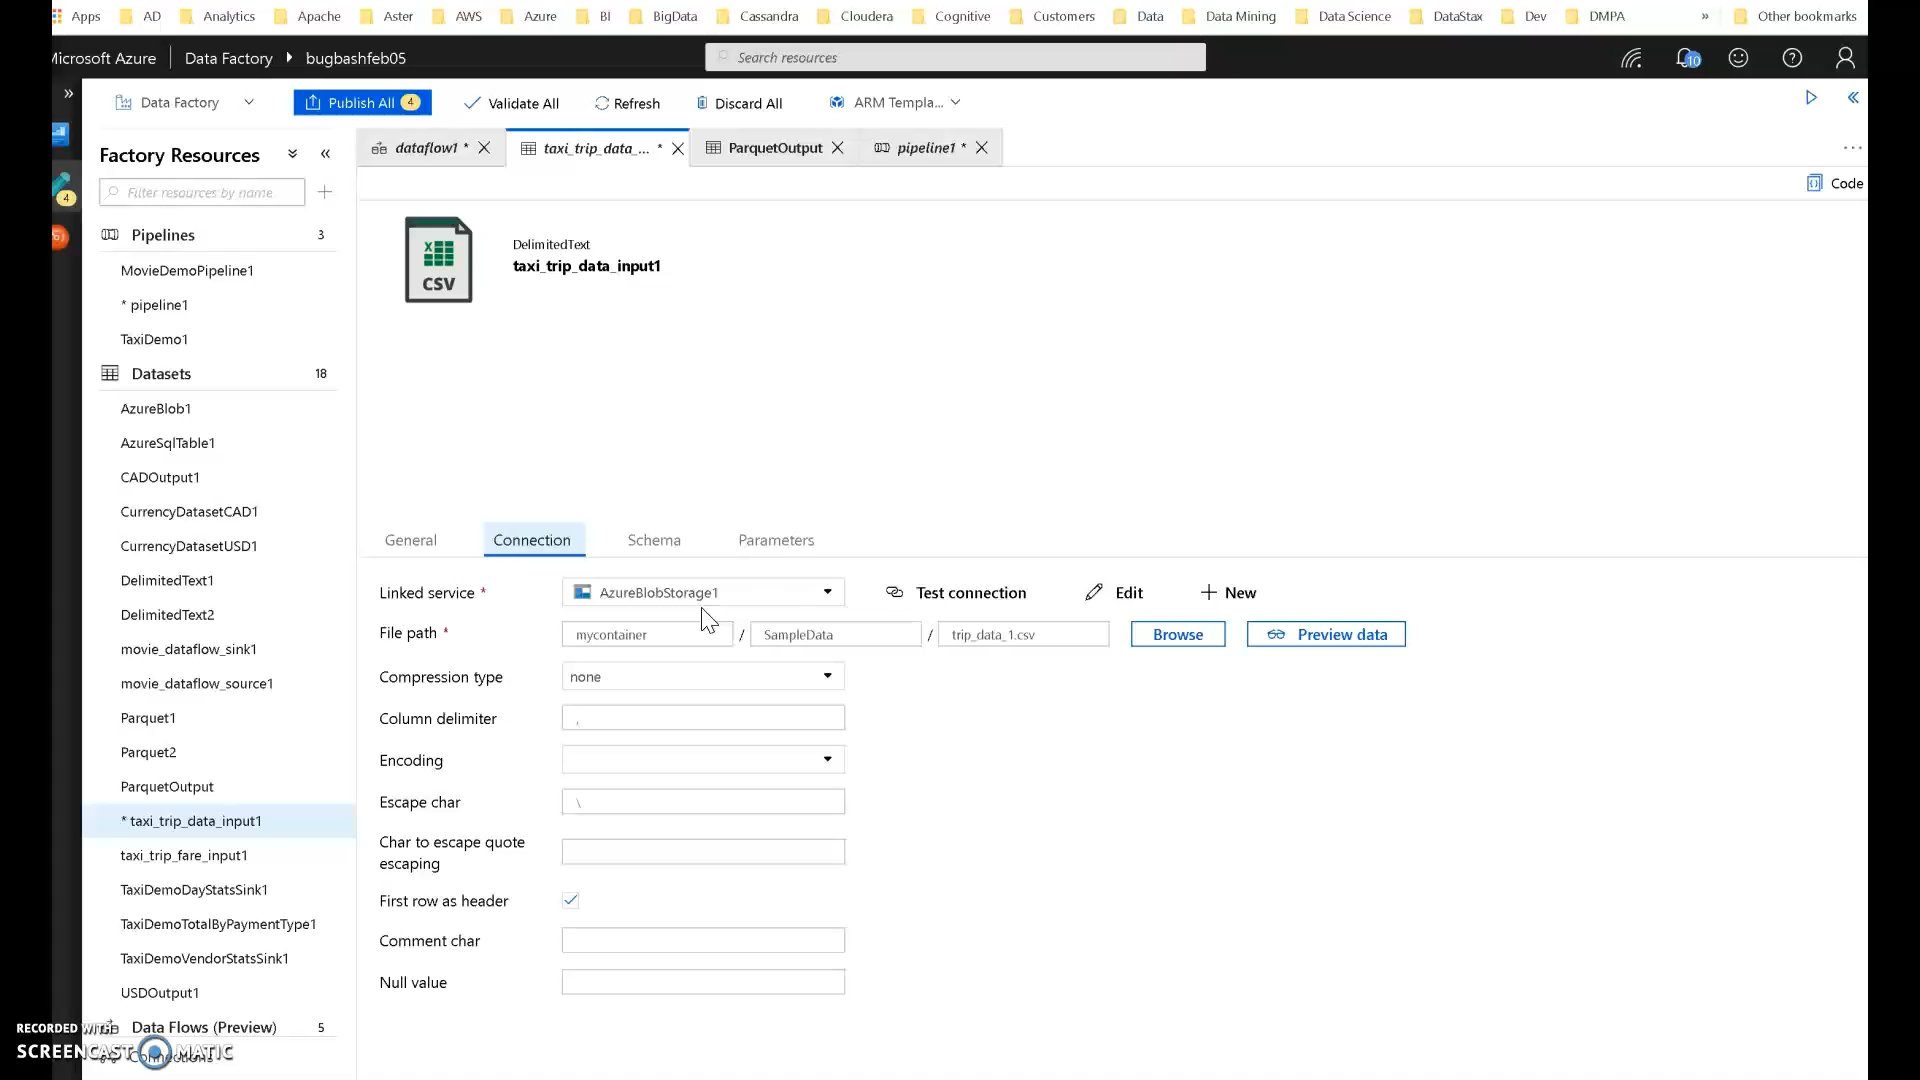 Apps AD Analytics Apache Aster AWS Azure BI BigData Cassandra Cloudera Cognitive Customers Data Data Mining Data Science DataStax Dev DMPA » Other bookmarks
Microsoft Azure Data Factory bugbashfeb05 Search resources 10
» Data Factory Publish All 4 Validate All Refresh Discard All ARM Templa... «
Factory Resources «
dataflow1 * taxi_trip_data_... * ParquetOutput pipeline1 * ...
Code
Filter resources by name
4
Pipelines 3
MovieDemoPipeline1
* pipeline1
TaxiDemo1
Datasets 18
AzureBlob1
AzureSqlTable1
CADOutput1
CurrencyDatasetCAD1
CurrencyDatasetUSD1
DelimitedText1
DelimitedText2
movie_dataflow_sink1
movie_dataflow_source1
Parquet1
Parquet2
ParquetOutput
* taxi_trip_data_input1
taxi_trip_fare_input1
TaxiDemoDayStatsSink1
TaxiDemoTotalByPaymentType1
TaxiDemoVendorStatsSink1
USDOutput1
Data Flows (Preview) 5
Connections
CSV
DelimitedText
taxi_trip_data_input1
General Connection Schema Parameters
Linked service * AzureBlobStorage1 Test connection Edit New
File path * mycontainer / SampleData / trip_data_1.csv Browse Preview data
Compression type none
Column delimiter ,
Encoding
Escape char \
Char to escape quote
escaping
First row as header
Comment char
Null value
RECORDED WITH
SCREENCAST MATIC